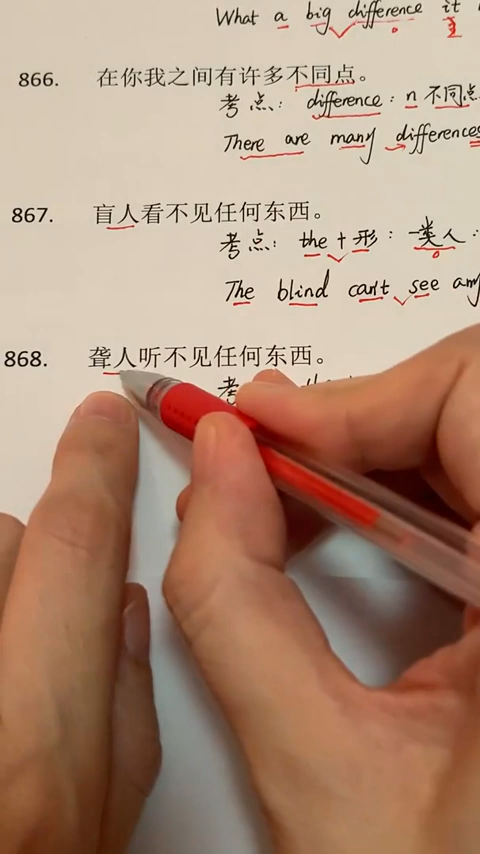 What a big difference it
866. 在你我之间有许多不同点。
考点: difference: n 不同点
There are many differences
867. 盲人看不见任何东西。
考点: the + 形: 一类人:
The blind can't see any
868. 聋人听不见任何东西。
考